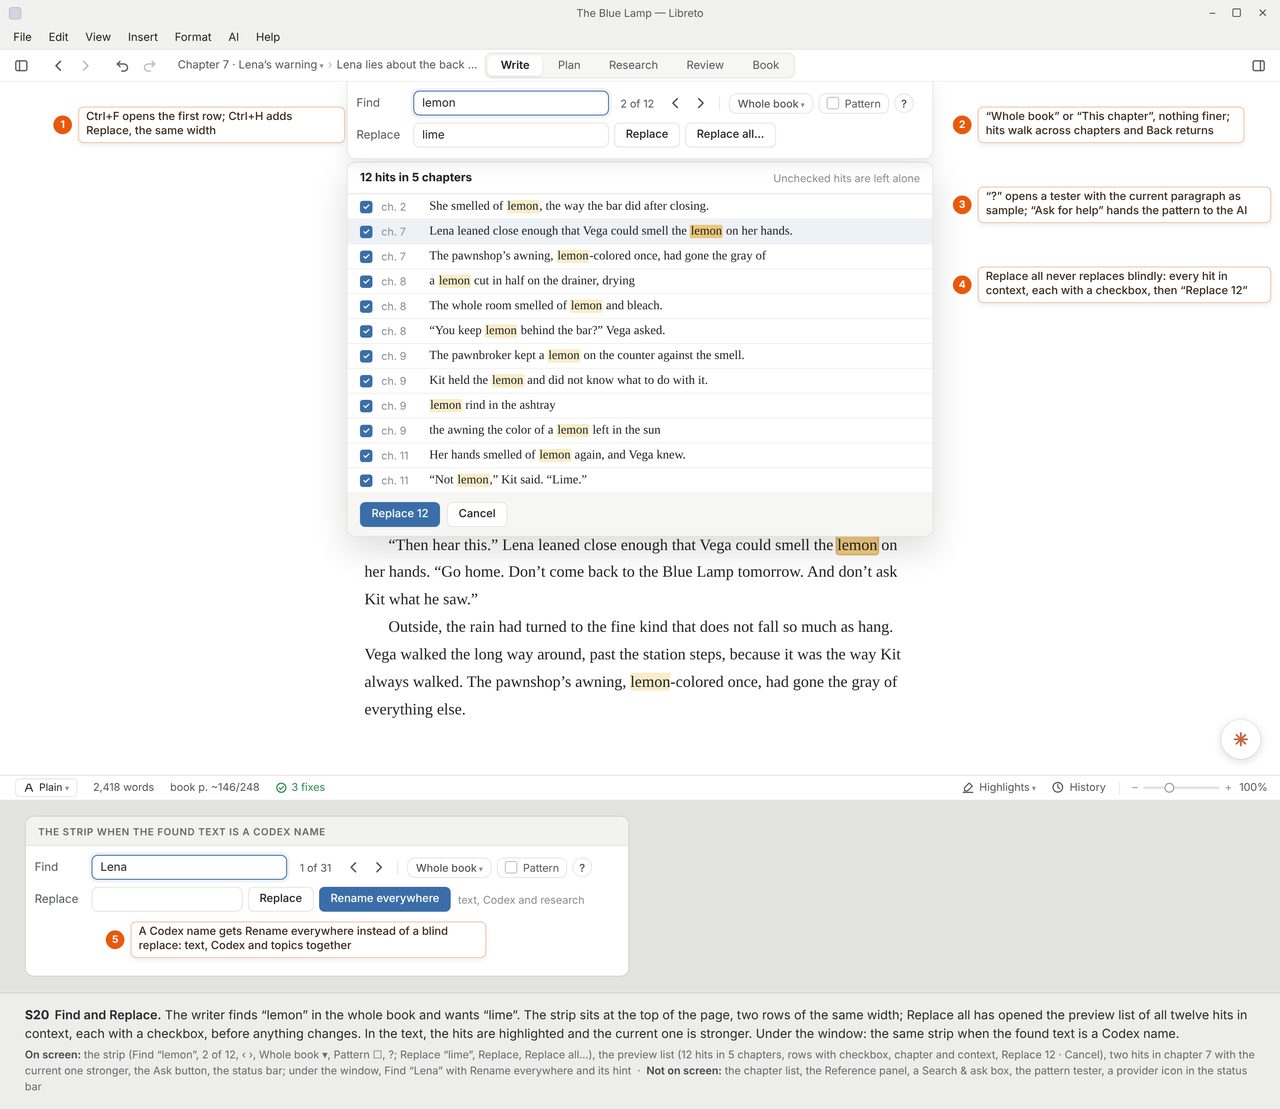 The Blue Lamp — Libreto
File Edit View Insert Format AI Help
Chapter 7 · Lena’s warning ▾ › Lena lies about the back ... Write Plan Research Review Book
Find lemon 2 of 12 ‹ › Whole book ▾ Pattern ?
Replace lime Replace Replace all...
1 Ctrl+F opens the first row; Ctrl+H adds
Replace, the same width
2 “Whole book” or “This chapter”, nothing finer;
hits walk across chapters and Back returns
3 “?” opens a tester with the current paragraph as
sample; “Ask for help” hands the pattern to the AI
4 Replace all never replaces blindly: every hit in
context, each with a checkbox, then “Replace 12”
12 hits in 5 chapters Unchecked hits are left alone
ch. 2 She smelled of lemon, the way the bar did after closing.
ch. 7 Lena leaned close enough that Vega could smell the lemon on her hands.
ch. 7 The pawnshop’s awning, lemon-colored once, had gone the gray of
ch. 8 a lemon cut in half on the drainer, drying
ch. 8 The whole room smelled of lemon and bleach.
ch. 8 “You keep lemon behind the bar?” Vega asked.
ch. 9 The pawnbroker kept a lemon on the counter against the smell.
ch. 9 Kit held the lemon and did not know what to do with it.
ch. 9 lemon rind in the ashtray
ch. 9 the awning the color of a lemon left in the sun
ch. 11 Her hands smelled of lemon again, and Vega knew.
ch. 11 “Not lemon,” Kit said. “Lime.”
Replace 12 Cancel
“Then hear this.” Lena leaned close enough that Vega could smell the lemon on
her hands. “Go home. Don’t come back to the Blue Lamp tomorrow. And don’t ask
Kit what he saw.”
Outside, the rain had turned to the fine kind that does not fall so much as hang.
Vega walked the long way around, past the station steps, because it was the way Kit
always walked. The pawnshop’s awning, lemon-colored once, had gone the gray of
everything else.
A Plain ▾ 2,418 words book p. ~146/248 3 fixes Highlights ▾ History − + 100%
THE STRIP WHEN THE FOUND TEXT IS A CODEX NAME
Find Lena 1 of 31 ‹ › Whole book ▾ Pattern ?
Replace Replace Rename everywhere text, Codex and research
5 A Codex name gets Rename everywhere instead of a blind
replace: text, Codex and topics together
S20 Find and Replace. The writer finds “lemon” in the whole book and wants “lime”. The strip sits at the top of the page, two rows of the same width; Replace all has opened the preview list of all twelve hits in
context, each with a checkbox, before anything changes. In the text, the hits are highlighted and the current one is stronger. Under the window: the same strip when the found text is a Codex name.
On screen: the strip (Find “lemon”, 2 of 12, ‹ ›, Whole book ▾, Pattern ☐, ?; Replace “lime”, Replace, Replace all...), the preview list (12 hits in 5 chapters, rows with checkbox, chapter and context, Replace 12 · Cancel), two hits in chapter 7 with the
current one stronger, the Ask button, the status bar; under the window, Find “Lena” with Rename everywhere and its hint · Not on screen: the chapter list, the Reference panel, a Search & ask box, the pattern tester, a provider icon in the status
bar